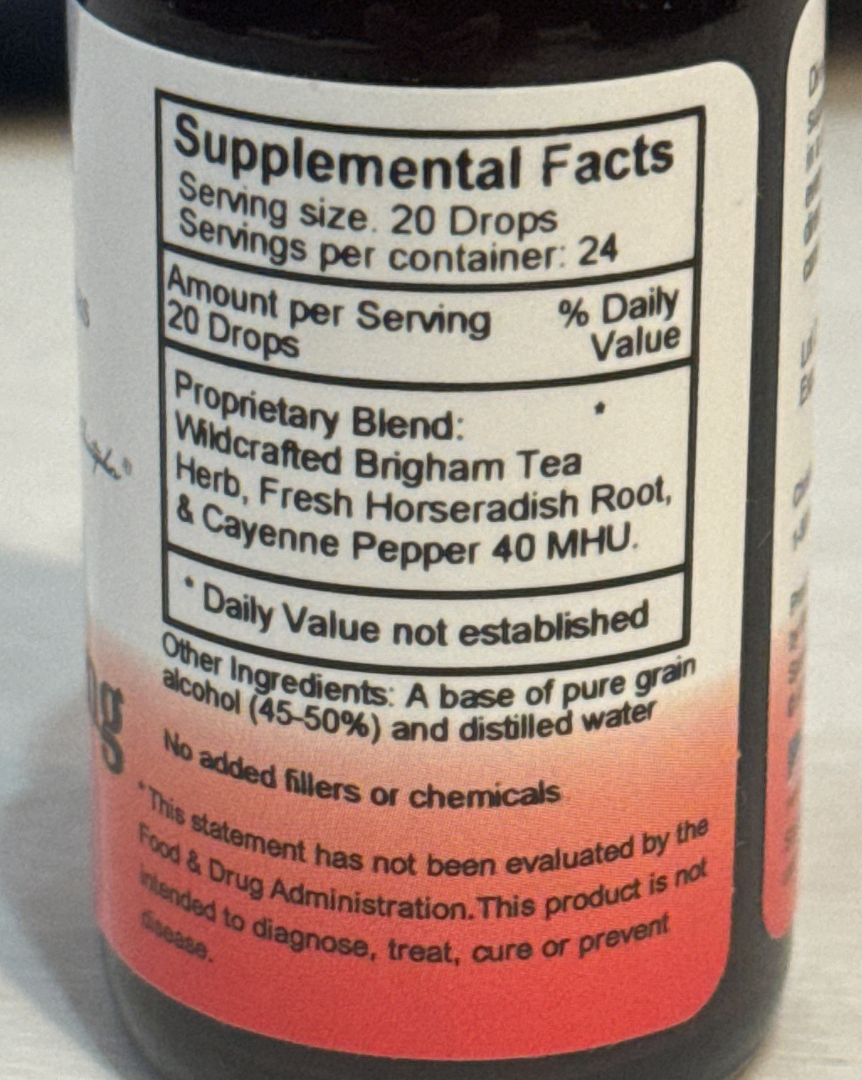 Supplemental Facts
Serving size. 20 Drops
Servings per container: 24
Amount per Serving % Daily
20 Drops Value
Proprietary Blend: *
Wildcrafted Brigham Tea
Herb, Fresh Horseradish Root,
& Cayenne Pepper 40 MHU.
* Daily Value not established
Other Ingredients: A base of pure grain
alcohol (45-50%) and distilled water
No added fillers or chemicals
*This statement has not been evaluated by the
Food & Drug Administration.This product is not
intended to diagnose, treat, cure or prevent
disease.